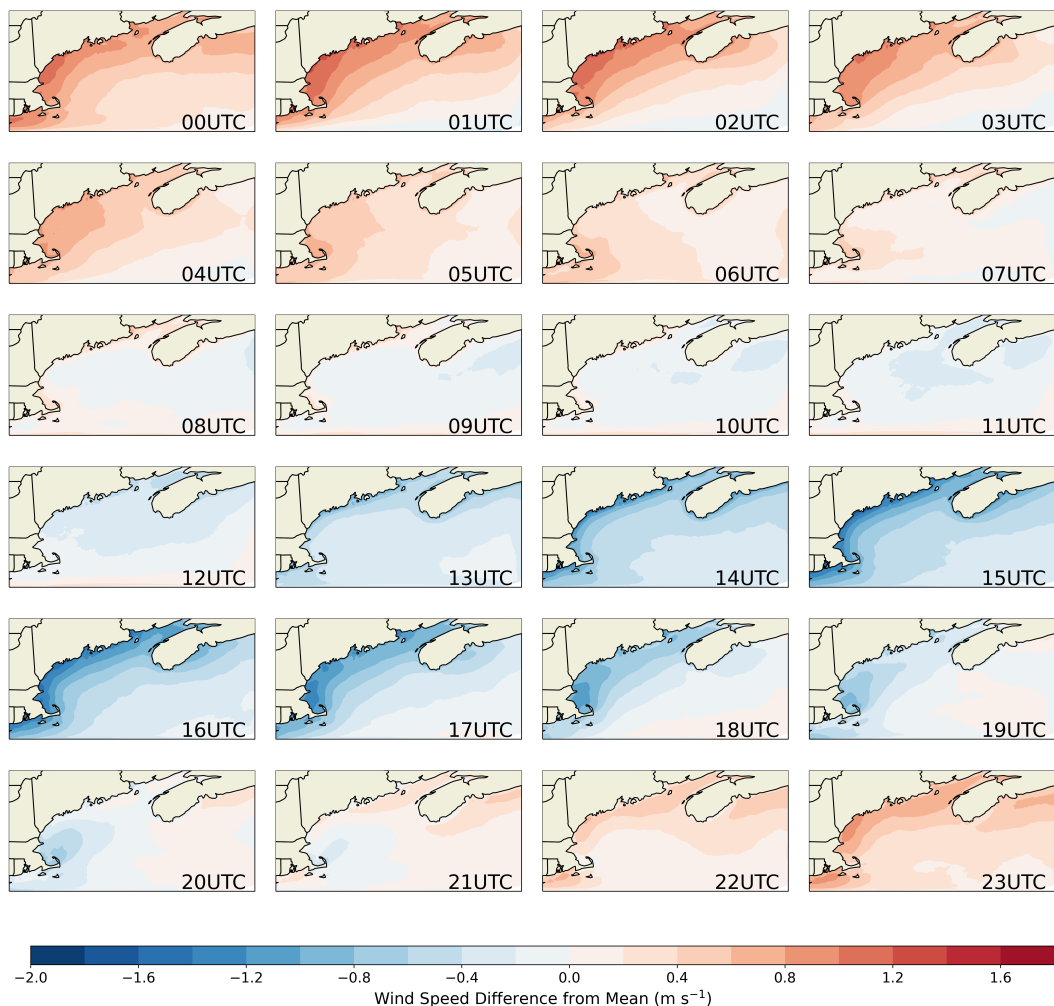 00UTC 01UTC 02UTC 03UTC
04UTC 05UTC 06UTC 07UTC
08UTC 09UTC 10UTC 11UTC
12UTC 13UTC 14UTC 15UTC
16UTC 17UTC 18UTC 19UTC
20UTC 21UTC 22UTC 23UTC
−2.0 −1.6 −1.2 −0.8 −0.4 0.0 0.4 0.8 1.2 1.6
Wind Speed Difference from Mean (m s⁻¹)